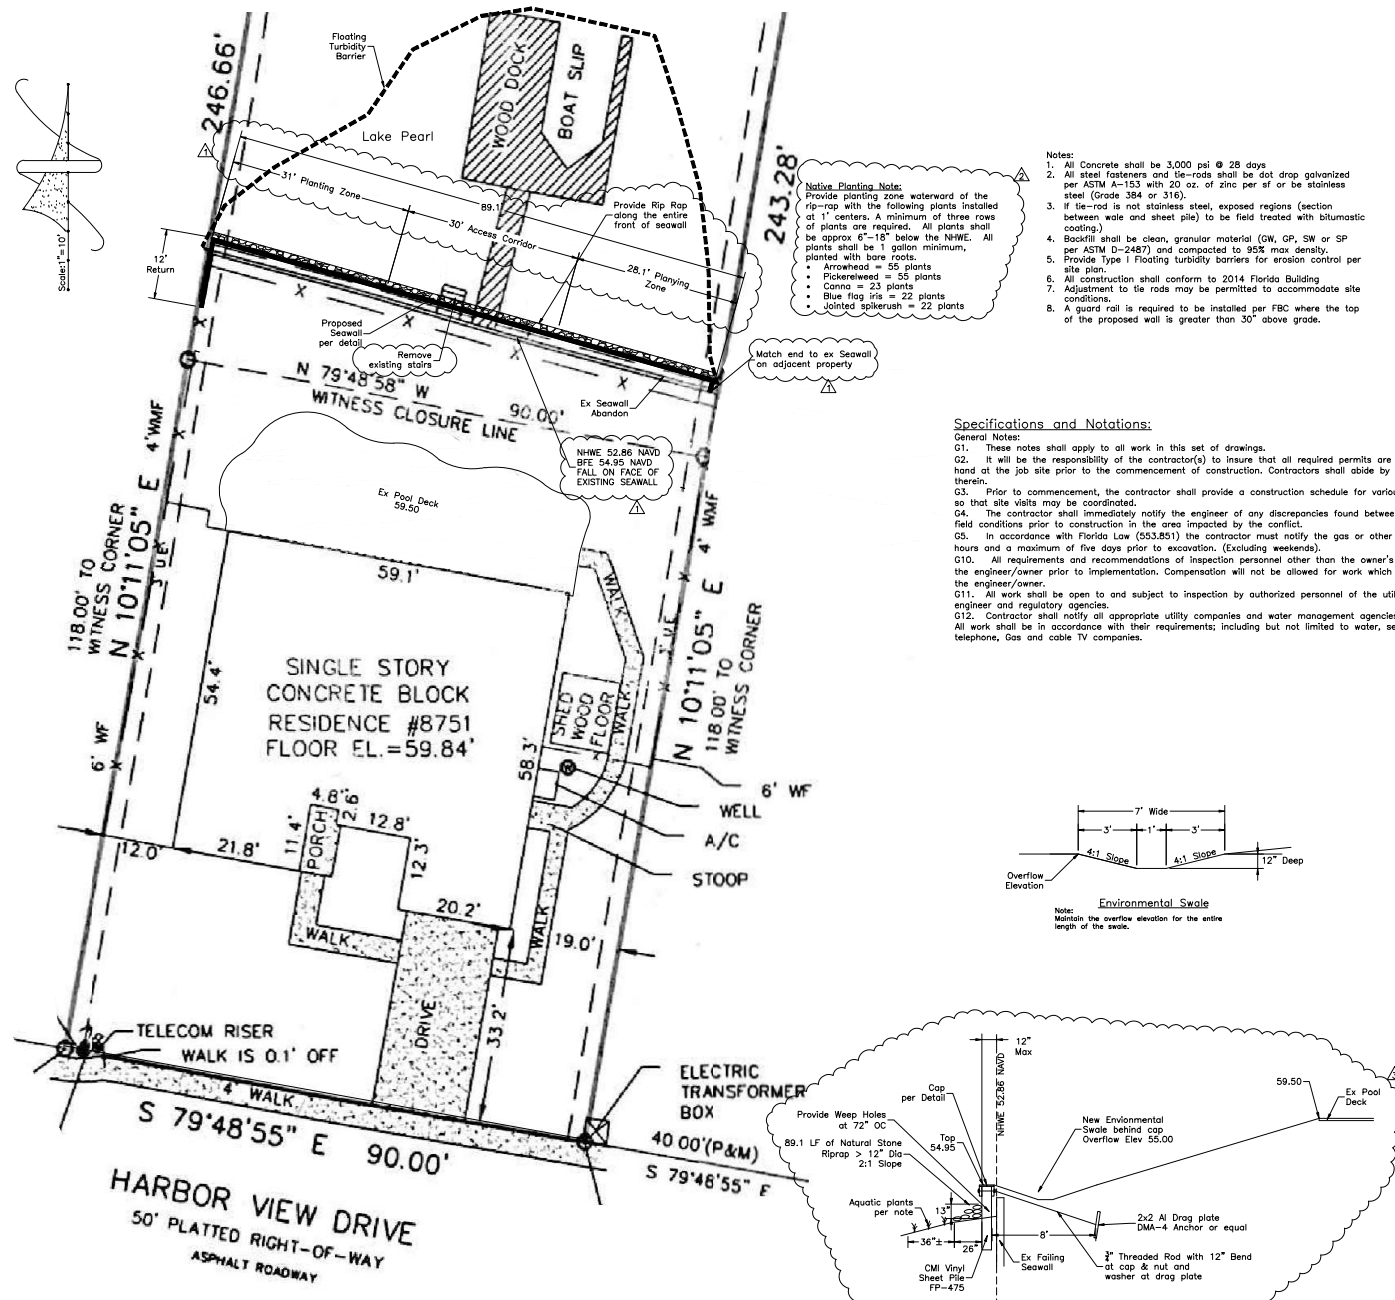 Floating
Turbidity
Barrier
246.66'
Lake Pearl
WOOD DOCK
BOAT SLIP
243.28'
Scale:1"=10'
1
31' Planting Zone
89.1'
30' Access Corridor
28.1' Planying
Zone
Provide Rip Rap
along the entire
front of seawall
12'
Return
Proposed
Seawall
per detail
Remove
existing stairs
Ex Seawall
Abandon
Match end to ex Seawall
on adjacent property
1
N 79°48'58" W
90.00'
WITNESS CLOSURE LINE
NHWE 52.86 NAVD
BFE 54.95 NAVD
FALL ON FACE OF
EXISTING SEAWALL
1
2
Native Planting Note:
Provide planting zone waterward of the
rip-rap with the following plants installed
at 1' centers. A minimum of three rows
of plants are required. All plants shall
be approx 6"-18" below the NHWE. All
plants shall be 1 gallon minimum,
planted with bare roots.
• Arrowhead = 55 plants
• Pickerelweed = 55 plants
• Canna = 23 plants
• Blue flag iris = 22 plants
• Jointed spikerush = 22 plants
Notes:
1. All Concrete shall be 3,000 psi @ 28 days
2. All steel fasteners and tie-rods shall be dot drop galvanized
per ASTM A-153 with 20 oz. of zinc per sf or be stainless
steel (Grade 384 or 316).
3. If tie-rod is not stainless steel, exposed regions (section
between wale and sheet pile) to be field treated with bitumastic
coating.)
4. Backfill shall be clean, granular material (GW, GP, SW or SP
per ASTM D-2487) and compacted to 95% max density.
5. Provide Type I Floating turbidity barriers for erosion control per
site plan.
6. All construction shall conform to 2014 Florida Building
7. Adjustment to tie rods may be permitted to accommodate site
conditions.
8. A guard rail is required to be installed per FBC where the top
of the proposed wall is greater than 30" above grade.
Specifications and Notations:
General Notes:
G1. These notes shall apply to all work in this set of drawings.
G2. It will be the responsibility of the contractor(s) to insure that all required permits are
hand at the job site prior to the commencement of construction. Contractors shall abide by
therein.
G3. Prior to commencement, the contractor shall provide a construction schedule for variou
so that site visits may be coordinated.
G4. The contractor shall immediately notify the engineer of any discrepancies found betwee
field conditions prior to construction in the area impacted by the conflict.
G5. In accordance with Florida Law (553.851) the contractor must notify the gas or other
hours and a maximum of five days prior to excavation. (Excluding weekends).
G10. All requirements and recommendations of inspection personnel other than the owner's
the engineer/owner prior to implementation. Compensation will not be allowed for work which
the engineer/owner.
G11. All work shall be open to and subject to inspection by authorized personnel of the util
engineer and regulatory agencies.
G12. Contractor shall notify all appropriate utility companies and water management agencies
All work shall be in accordance with their requirements; including but not limited to water, se
telephone, Gas and cable TV companies.
4'WMF
Ex Pool Deck
59.50
4' WMF
118.00' TO
WITNESS CORNER
N 10°11'05" E
3' UE
59.1'
WALK
54.4'
SINGLE STORY
CONCRETE BLOCK
RESIDENCE #8751
FLOOR EL.=59.84'
SHED
WOOD
FLOOR
WALK
UE
N 10°11'05" E
118.00' TO
WITNESS CORNER
58.3'
6' WF
6' WF
WELL
A/C
STOOP
4.8'
2.6
12.8'
11.4'
PORCH
12.3'
12.0'
21.8'
20.2'
WALK
WALK
19.0'
DRIVE
33.2'
TELECOM RISER
WALK IS 0.1' OFF
4' WALK
ELECTRIC
TRANSFORMER
BOX
S 79°48'55" E
90.00'
40 00'(P&M)
S 79°48'55" E
HARBOR VIEW DRIVE
50' PLATTED RIGHT-OF-WAY
ASPHALT ROADWAY
7' Wide
3'
1'
3'
4:1 Slope
4:1 Slope
12" Deep
Overflow
Elevation
Environmental Swale
Note:
Maintain the overflow elevation for the entire
length of the swale.
12"
Max
NHWE 52.86 NAVD
Cap
per Detail
Provide Weep Holes
at 72" OC
89.1 LF of Natural Stone
Riprap > 12" Dia
2:1 Slope
Top
54.95
New Envionmental
Swale behind cap
Overflow Elev 55.00
59.50
Ex Pool
Deck
Aquatic plants
per note
13"
36"±
26"
8'
2x2 Al Drag plate
DMA-4 Anchor or equal
CMI Vinyl
Sheet Pile
FP-475
Ex Failing
Seawall
3/4" Threaded Rod with 12" Bend
at cap & nut and
washer at drag plate